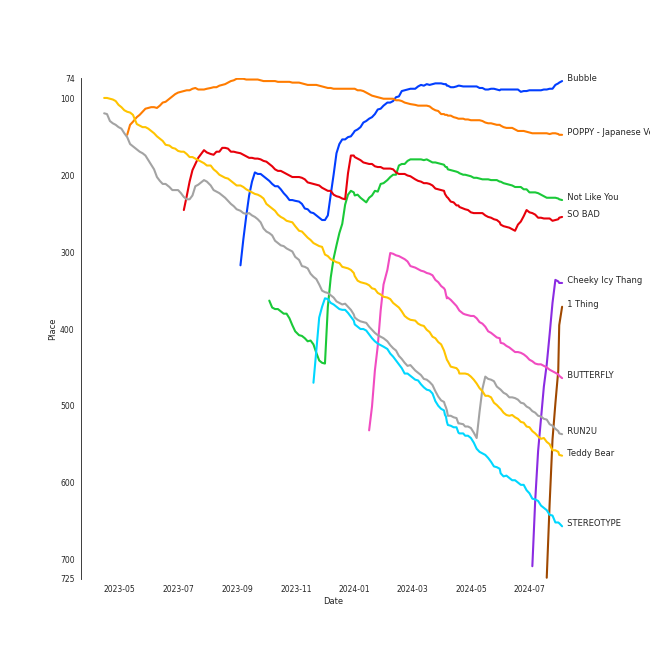 74
100
200
300
400
500
600
700
725
Place
2023-05 2023-07 2023-09 2023-11 2024-01 2024-03 2024-05 2024-07
Date
Bubble
POPPY - Japanese Ve
Not Like You
SO BAD
Cheeky Icy Thang
1 Thing
BUTTERFLY
RUN2U
Teddy Bear
STEREOTYPE